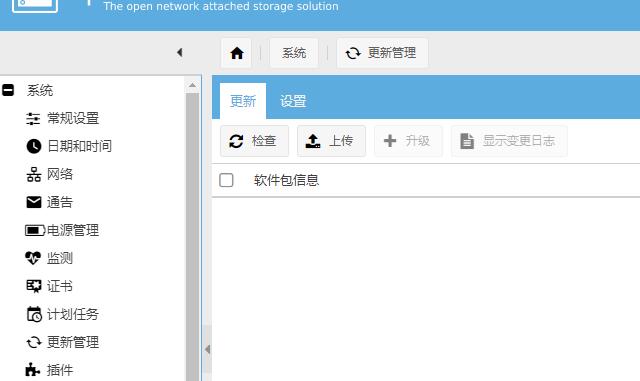 The open network attached storage solution
系统
更新管理
系统
常规设置
日期和时间
网络
通告
电源管理
监测
证书
计划任务
更新管理
插件
更新
设置
检查
上传
升级
显示变更日志
软件包信息